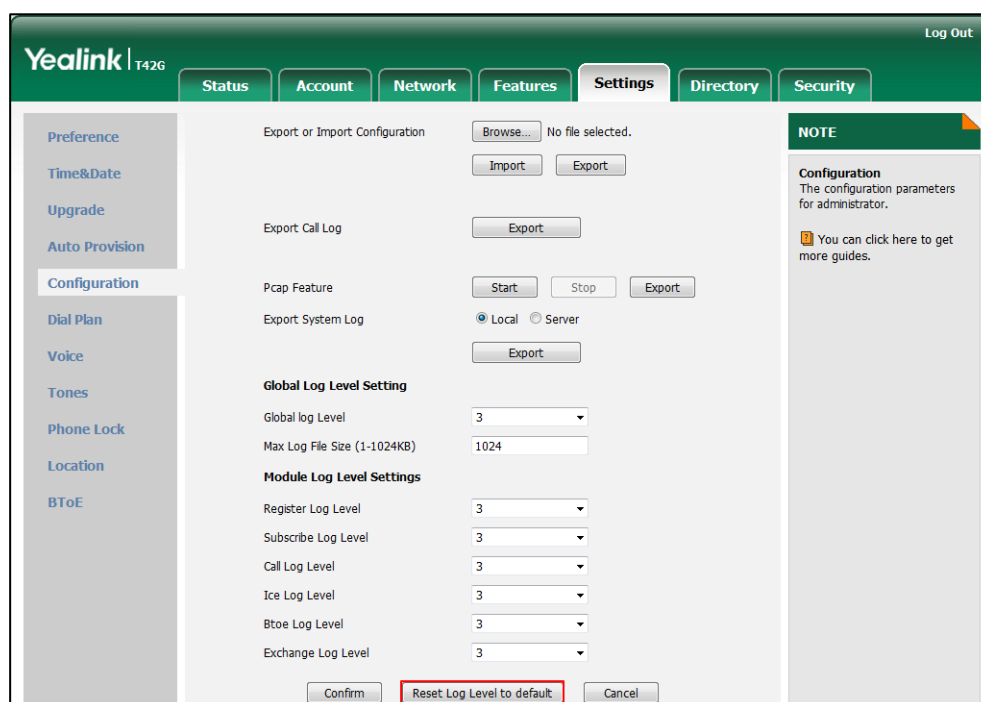 Log Out
Yealink T42G
Status Account Network Features Settings Directory Security
Preference
Time&Date
Upgrade
Auto Provision
Configuration
Dial Plan
Voice
Tones
Phone Lock
Location
BToE
Export or Import Configuration Browse... No file selected.
Import Export
Export Call Log Export
Pcap Feature Start Stop Export
Export System Log Local Server
Export
Global Log Level Setting
Global log Level 3
Max Log File Size (1-1024KB) 1024
Module Log Level Settings
Register Log Level 3
Subscribe Log Level 3
Call Log Level 3
Ice Log Level 3
Btoe Log Level 3
Exchange Log Level 3
Confirm Reset Log Level to default Cancel
NOTE
Configuration
The configuration parameters
for administrator.
You can click here to get
more guides.